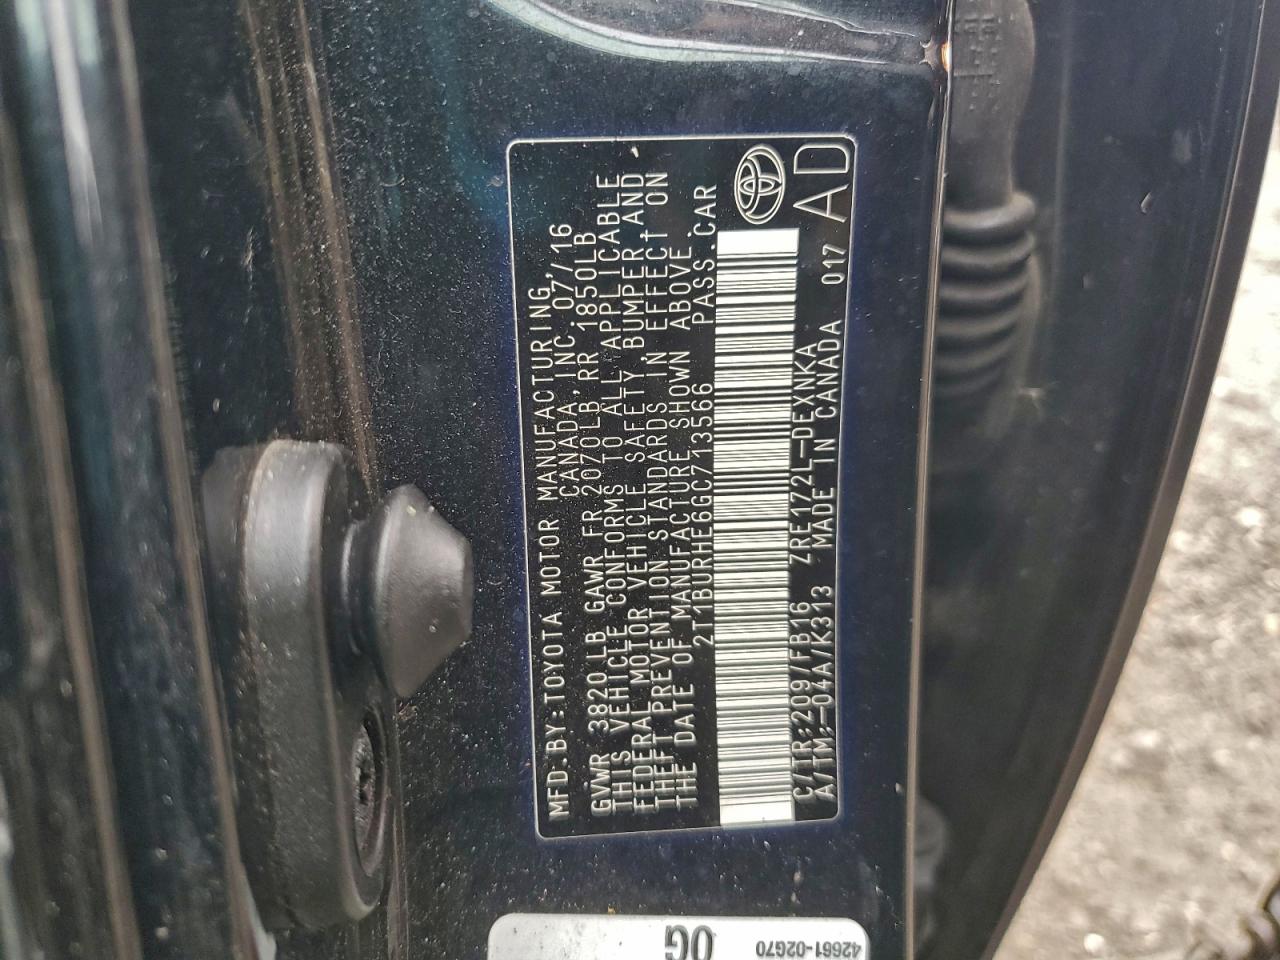 MFD.BY:TOYOTA MOTOR MANUFACTURING,
CANADA,INC. 07/16
GVWR 3820LB GAWR FR 2070LB RR 1850LB
THIS VEHICLE CONFORMS TO ALL APPLICABLE
FEDERAL MOTOR VEHICLE SAFETY, BUMPER, AND
THEFT PREVENTION STANDARDS IN EFFECT ON
THE DATE OF MANUFACTURE SHOWN ABOVE.
2T1BURHE6GC713566 PASS.CAR
C/TR:209/FB16 ZRE172L-DEXNKA 017 AD
A/TM:-04A/K313 MADE IN CANADA
0G
42661-02G70